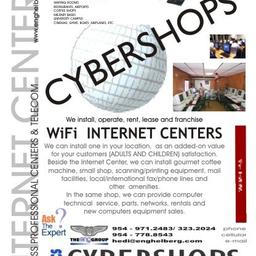 WAITING ROOMS
RESTAURANTS, AIRPORTS
COFFEE SHOPS
INTERNET CENTERS
SS PROFESSIONAL CENTERS & TELECOM.
www.enghelberg.c
CYBERSHOPS
We install, operate, rent, lease and franchise
WiFi INTERNET CENTERS
We can install one in your location, as an added-on value
for your customers (ADULTS AND CHILDREN) satisfaction.
Beside the Internet Center, we can install gourmet coffee
machine, small shop, scanning/printing equipment, mail
facilities, local/international fax/phone lines and
other amenities.
In the same shop, we can provide computer
technical service, parts, networks, rentals and
new computers equipment sales.
Ask
The
Expert
THE GROUP
954 - 971.2483/ 323.2024 phone
954 - 778.8543 cellular
hedi@enghelberg.com e-mail
CYBERSHOPS